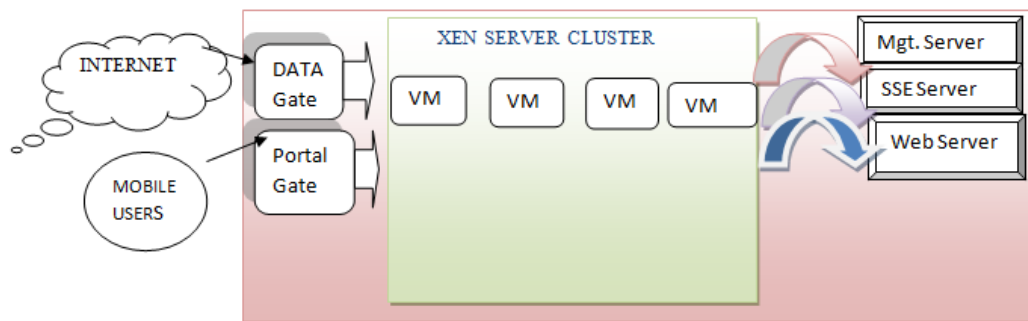 INTERNET
DATA
Gate
Portal
Gate
MOBILE
USERS
XEN SERVER CLUSTER
VM
VM
VM
VM
Mgt. Server
SSE Server
Web Server